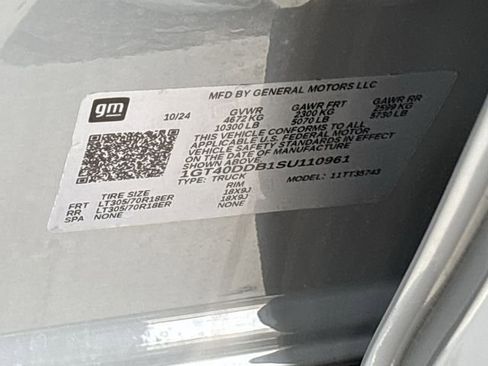 MFD BY GENERAL MOTORS LLC
gm
10/24 GVWR GAWR FRT GAWR RR
4672 KG 2300 KG 2599 KG
10300 LB 5070 LB 5730 LB
THIS VEHICLE CONFORMS TO ALL
APPLICABLE U.S. FEDERAL MOTOR
VEHICLE SAFETY STANDARDS IN EFFECT
ON THE DATE OF MANUFACTURE
SHOWN ABOVE
1GT40DDB1SU110961
TYPE: TRUCK MODEL: 11TT35743
TIRE SIZE RIM
FRT LT305/70R18ER 18X9J
RR LT305/70R18ER 18X9J
SPA NONE NONE